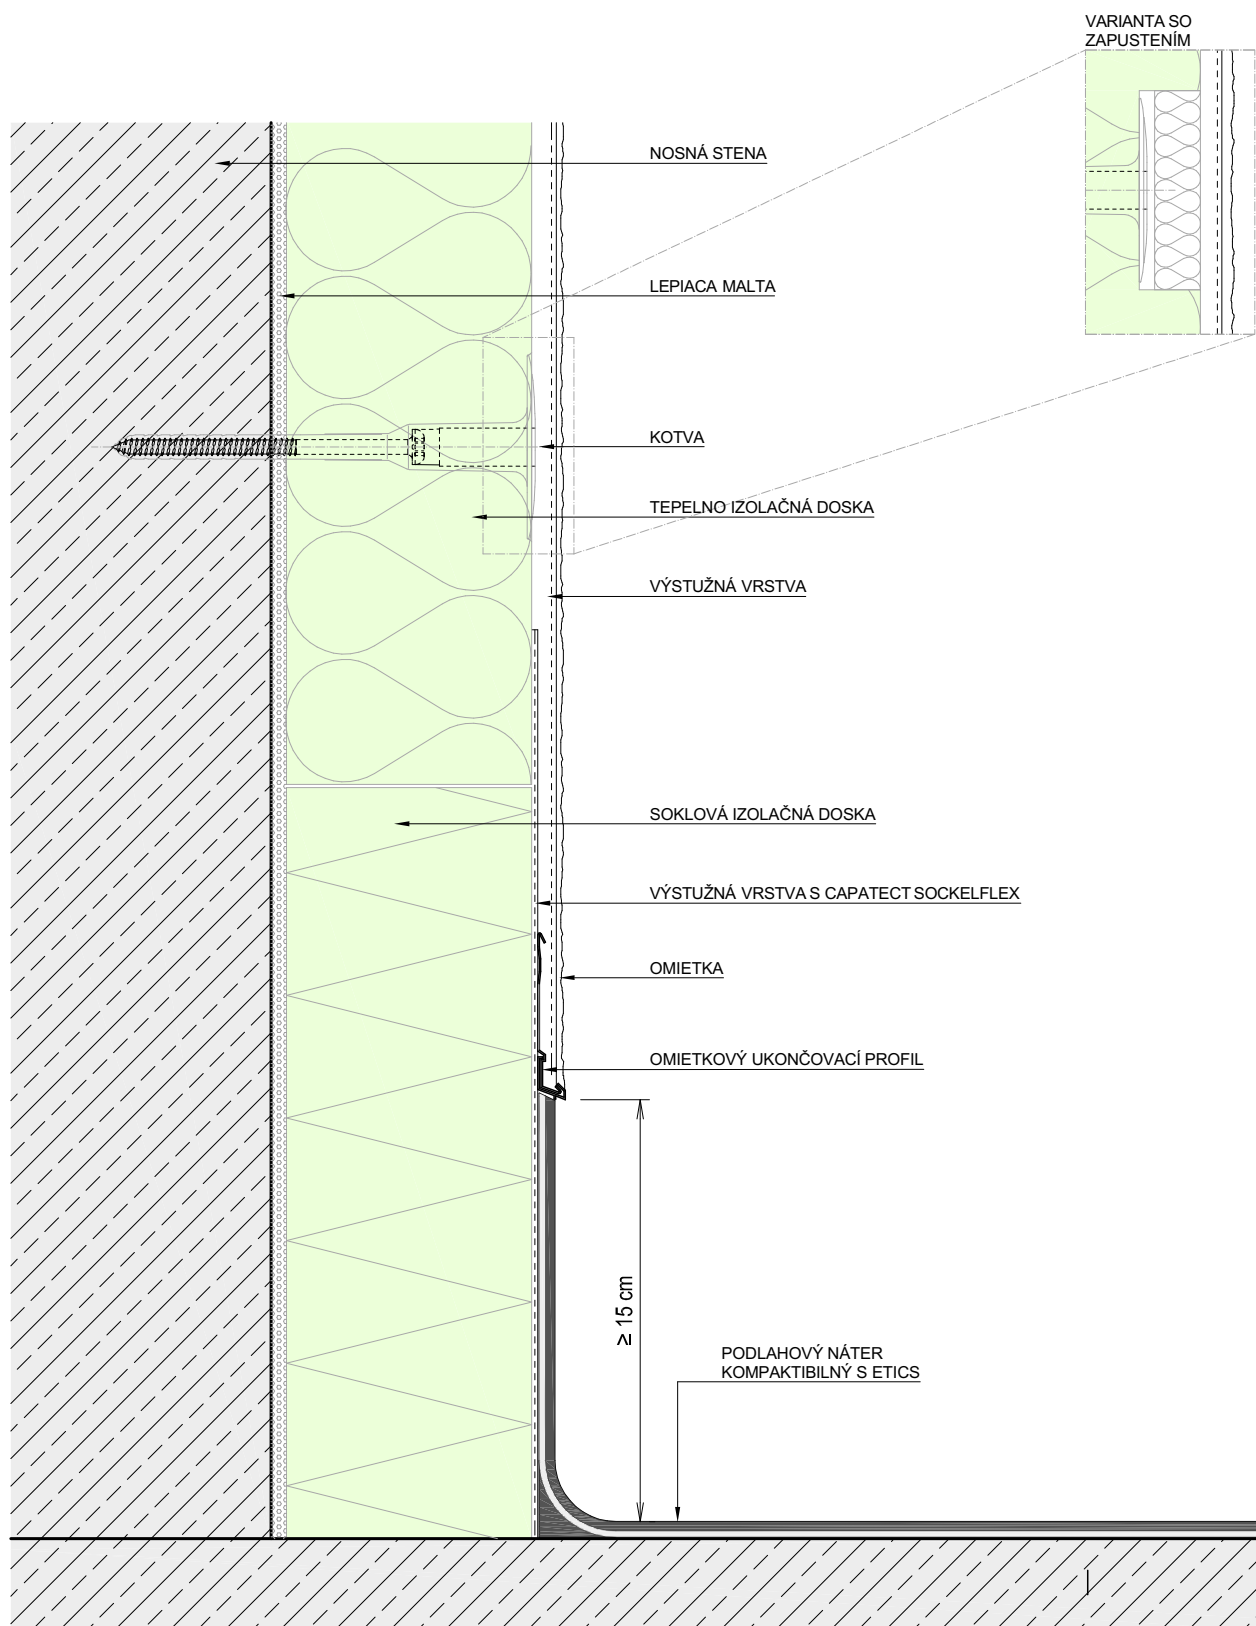 VARIANTA SO
ZAPUSTENÍM
NOSNÁ STENA
LEPIACA MALTA
KOTVA
TEPELNO IZOLAČNÁ DOSKA
VÝSTUŽNÁ VRSTVA
SOKLOVÁ IZOLAČNÁ DOSKA
VÝSTUŽNÁ VRSTVA S CAPATECT SOCKELFLEX
OMIETKA
OMIETKOVÝ UKONČOVACÍ PROFIL
≥ 15 cm
PODLAHOVÝ NÁTER
KOMPAKTIBILNÝ S ETICS